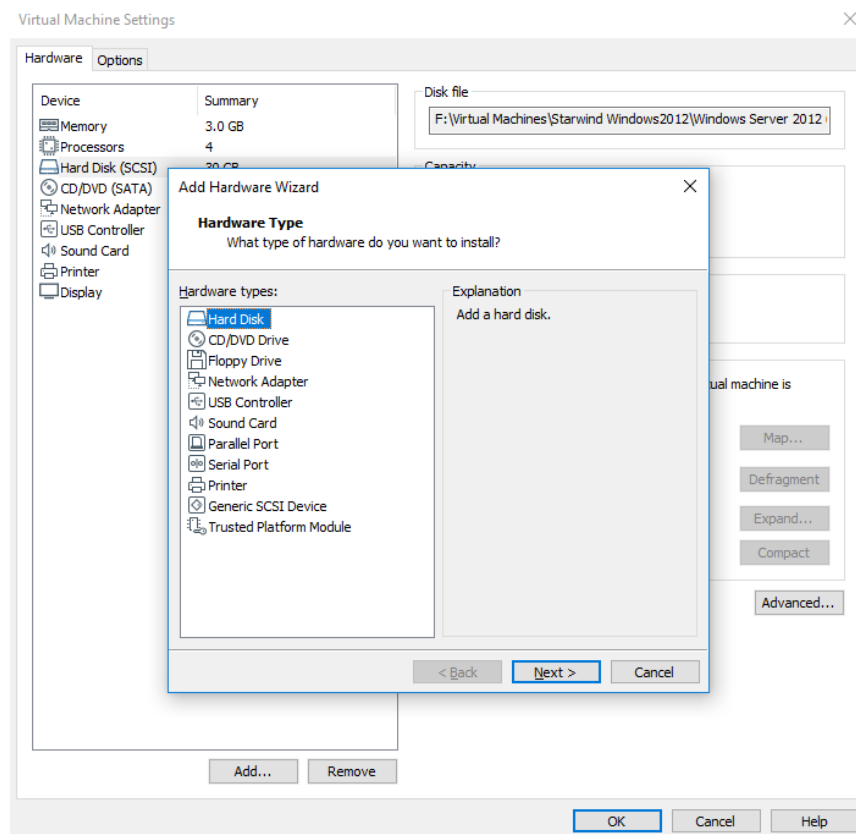 Virtual Machine Settings
Hardware Options
Device Summary
Memory 3.0 GB
Processors 4
Hard Disk (SCSI) 30 GB
CD/DVD (SATA)
Network Adapter
USB Controller
Sound Card
Printer
Display
Add... Remove
Disk file
F:\Virtual Machines\Starwind Windows2012\Windows Server 2012
Capacity
ual machine is
Map...
Defragment
Expand...
Compact
Advanced...
Add Hardware Wizard
Hardware Type
What type of hardware do you want to install?
Hardware types:
Hard Disk
CD/DVD Drive
Floppy Drive
Network Adapter
USB Controller
Sound Card
Parallel Port
Serial Port
Printer
Generic SCSI Device
Trusted Platform Module
Explanation
Add a hard disk.
< Back Next > Cancel
OK Cancel Help